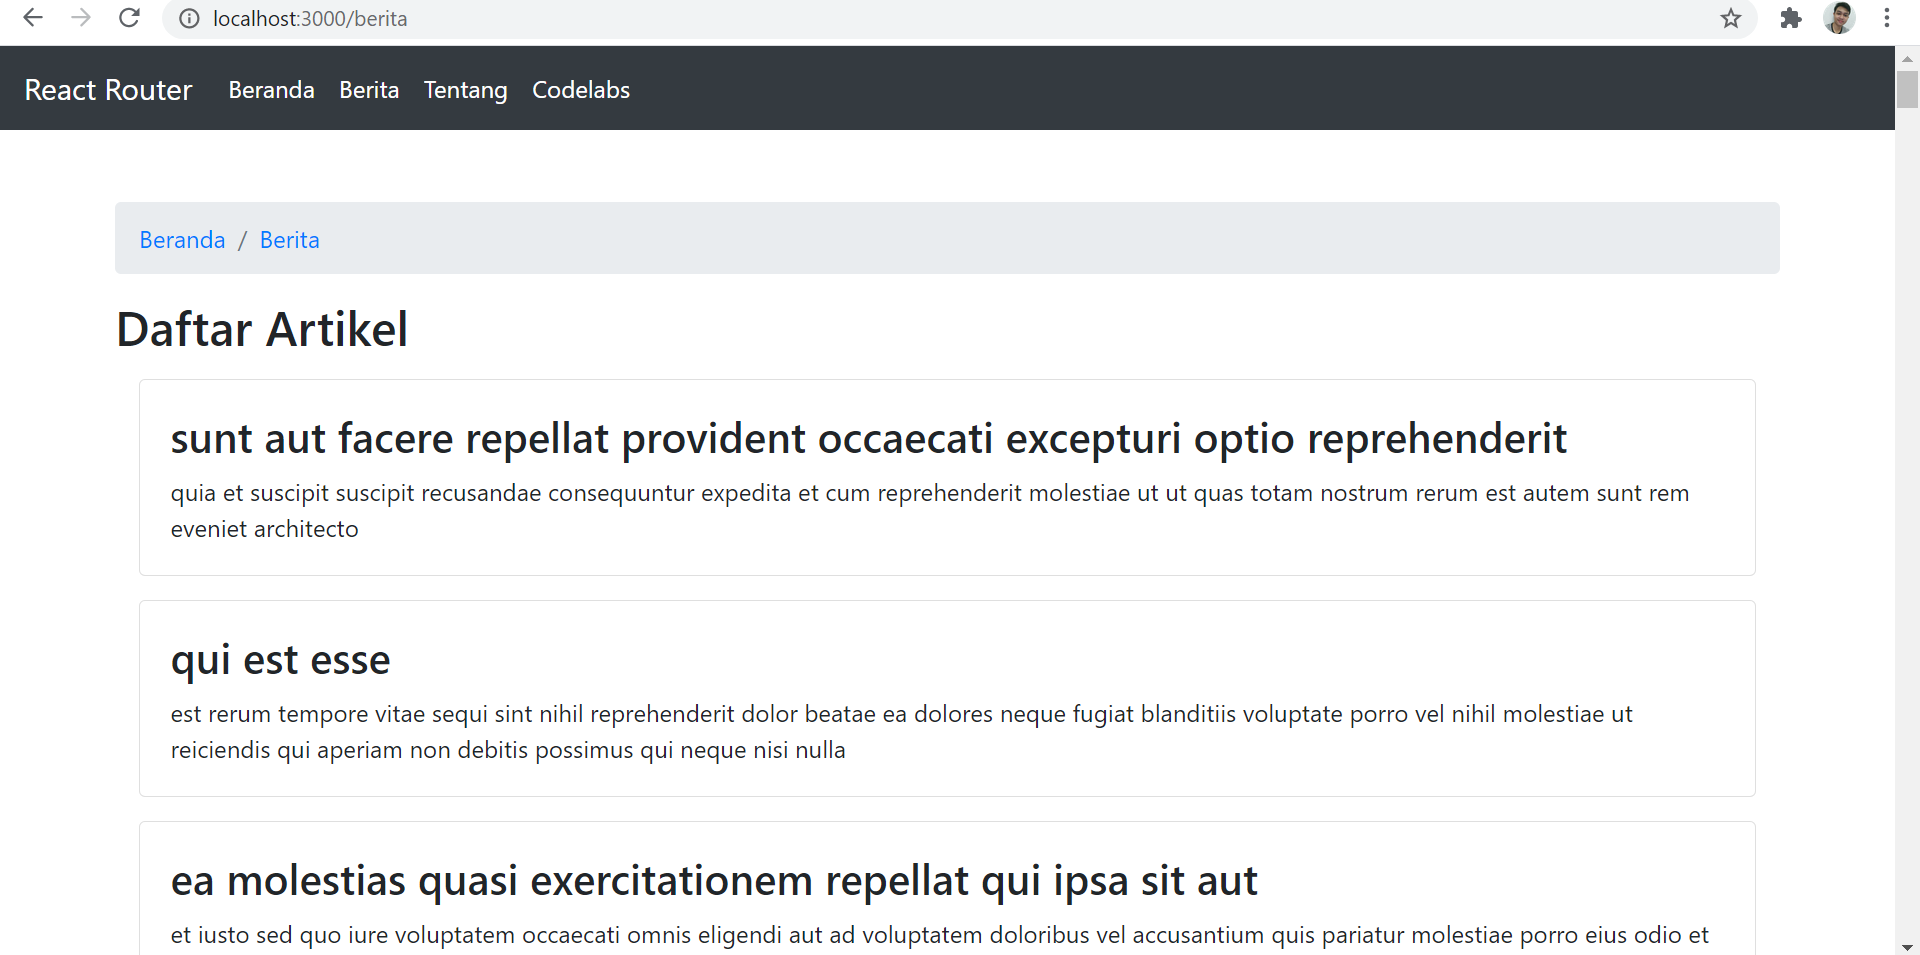 localhost:3000/berita
React Router Beranda Berita Tentang Codelabs
Beranda / Berita
Daftar Artikel
sunt aut facere repellat provident occaecati excepturi optio reprehenderit
quia et suscipit suscipit recusandae consequuntur expedita et cum reprehenderit molestiae ut ut quas totam nostrum rerum est autem sunt rem
eveniet architecto
qui est esse
est rerum tempore vitae sequi sint nihil reprehenderit dolor beatae ea dolores neque fugiat blanditiis voluptate porro vel nihil molestiae ut
reiciendis qui aperiam non debitis possimus qui neque nisi nulla
ea molestias quasi exercitationem repellat qui ipsa sit aut
et iusto sed quo iure voluptatem occaecati omnis eligendi aut ad voluptatem doloribus vel accusantium quis pariatur molestiae porro eius odio et